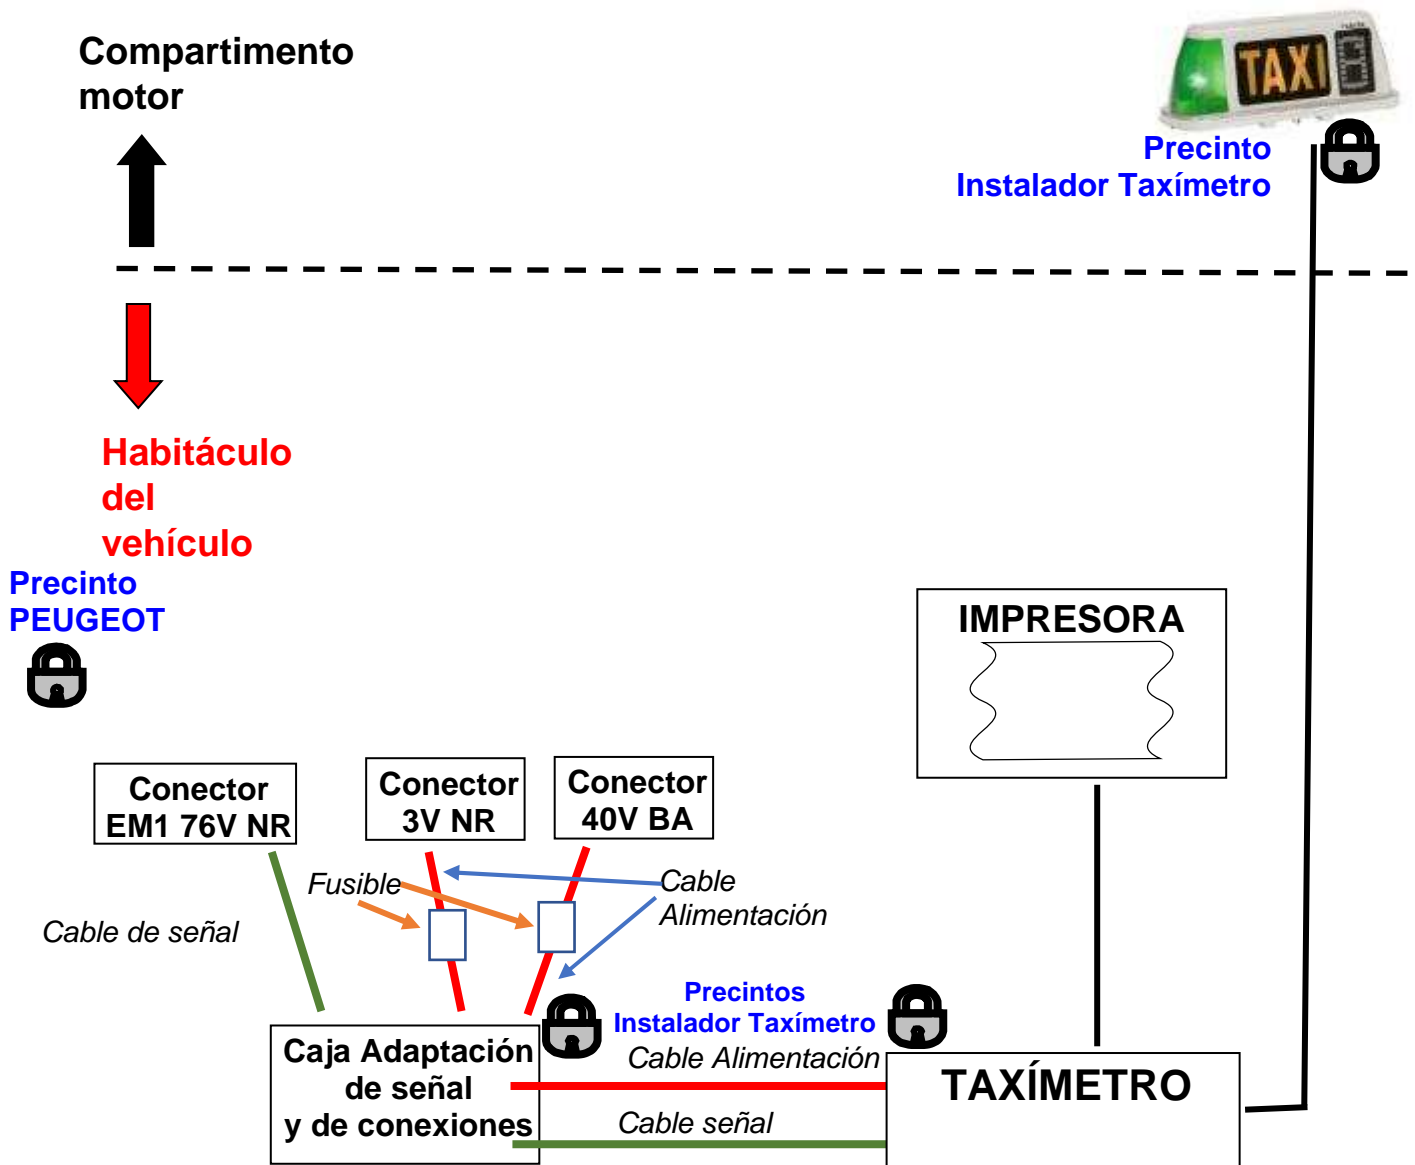 Compartimento
motor
TAXI
Precinto
Instalador Taxímetro
Habitáculo
del
vehículo
Precinto
PEUGEOT
IMPRESORA
Conector
EM1 76V NR
Conector
3V NR
Conector
40V BA
Fusible
Cable
Alimentación
Cable de señal
Precintos
Instalador Taxímetro
Caja Adaptación
de señal
y de conexiones
Cable Alimentación
Cable señal
TAXÍMETRO